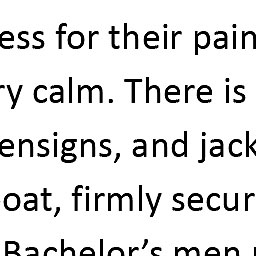 ess for their pain
ry calm. There is
ensigns, and jack
oat, firmly secur
Bachelor’s men